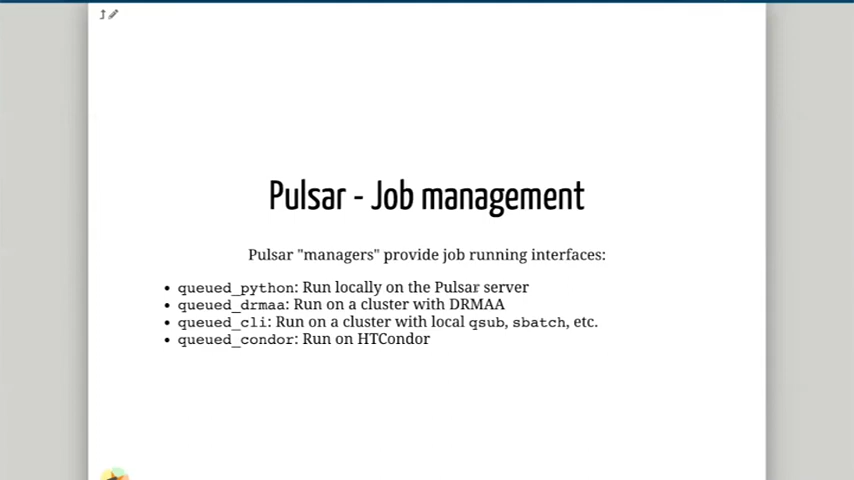 Pulsar - Job management
Pulsar "managers" provide job running interfaces:
queued_python: Run locally on the Pulsar server
queued_drmaa: Run on a cluster with DRMAA
queued_cli: Run on a cluster with local qsub, sbatch, etc.
queued_condor: Run on HTCondor